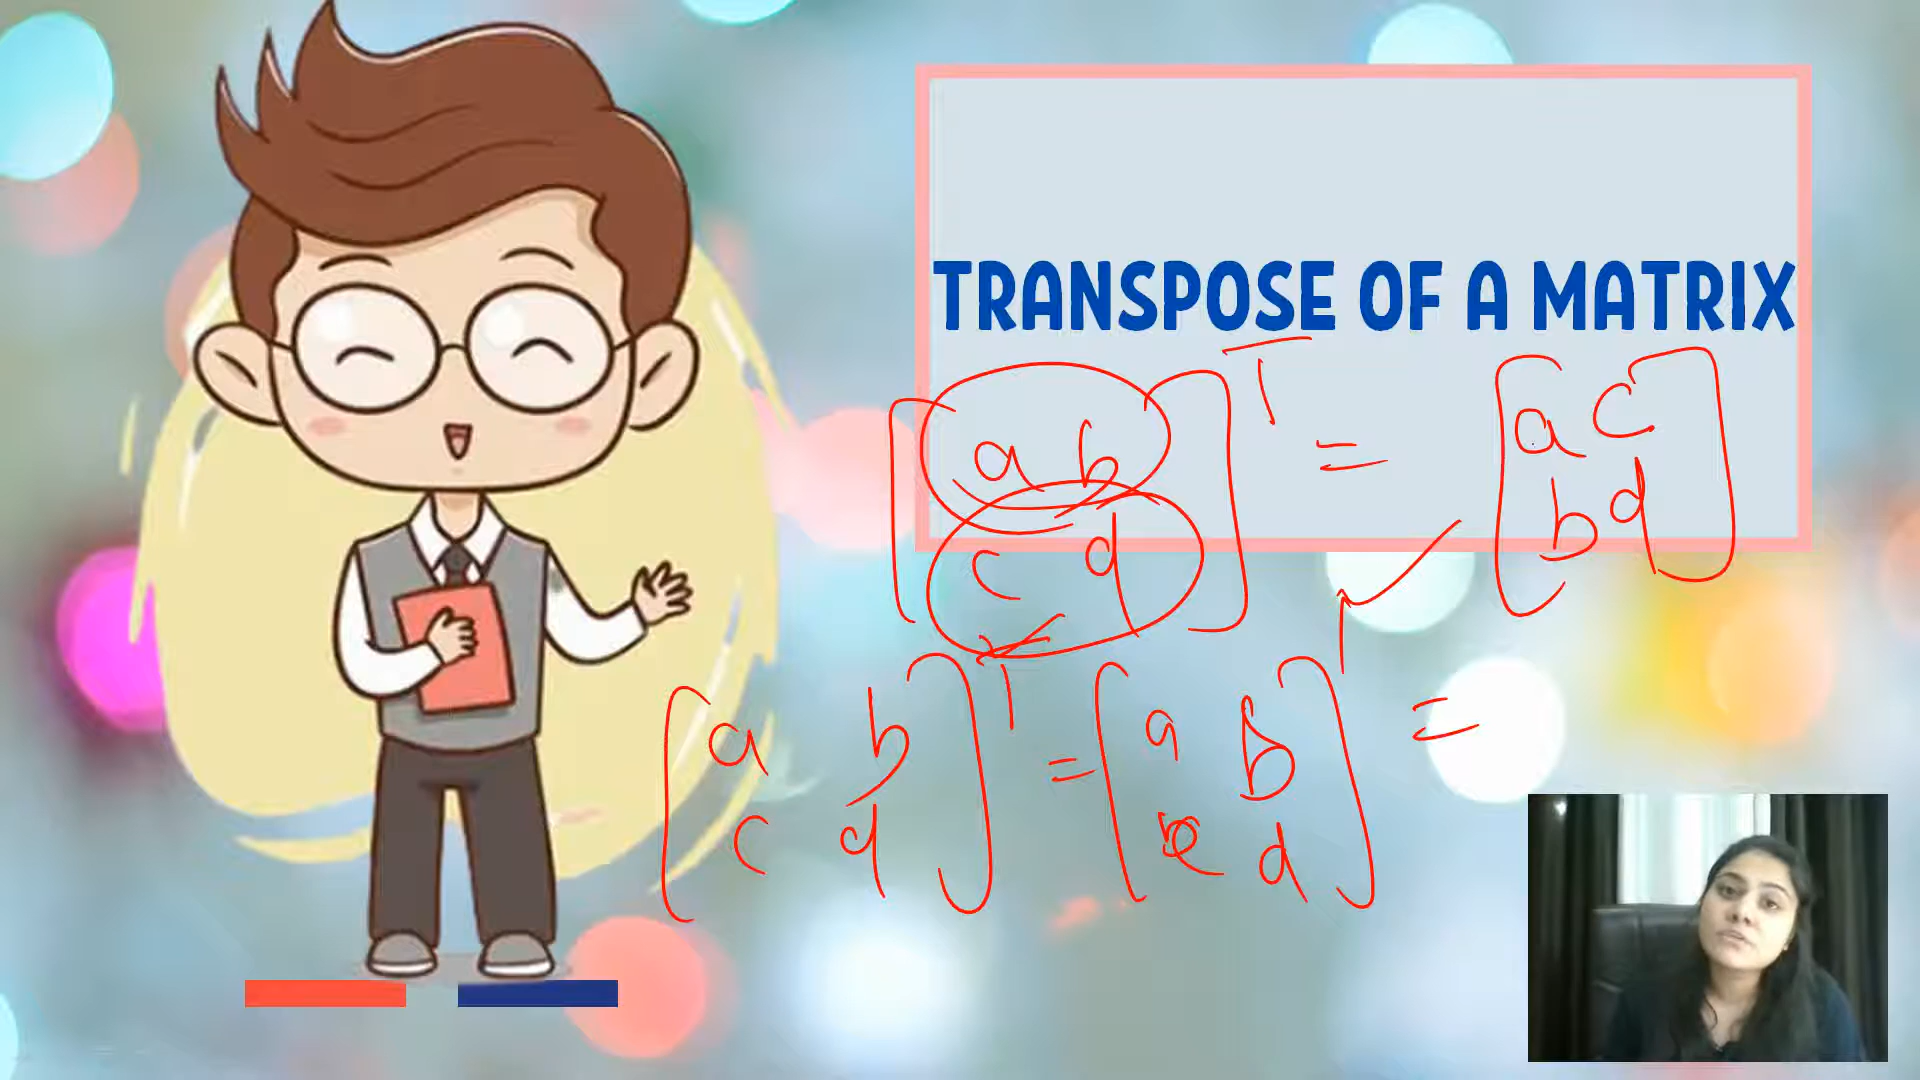 TRANSPOSE OF A MATRIX
[a b]T = [a c]
[c d] [b d]
[a b]T = [a b]T =
[c d] [c d]